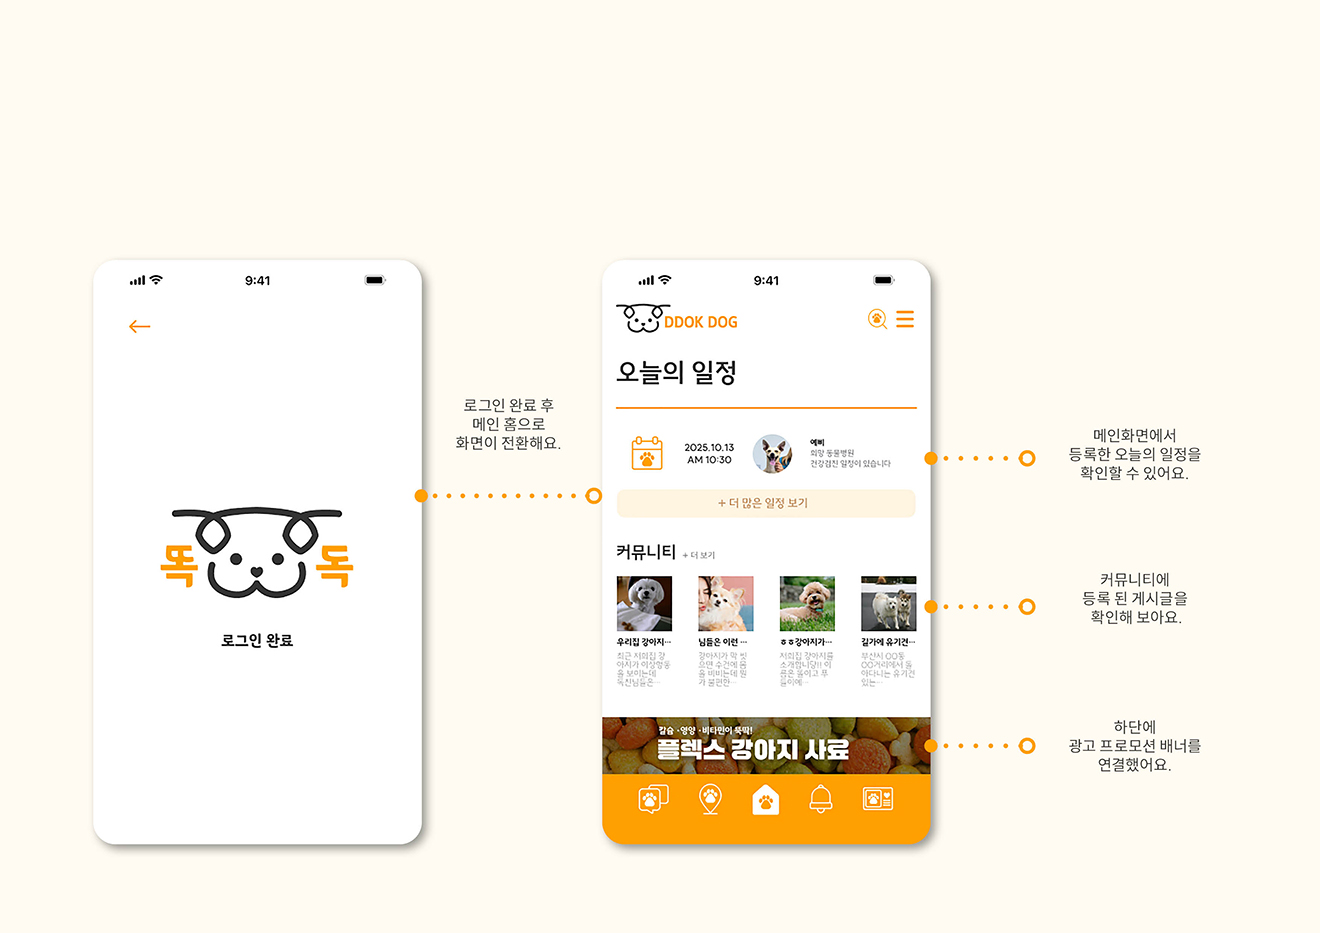 9:41
똑
독
로그인 완료
로그인 완료 후
메인 홈으로
화면이 전환해요.
9:41
DDOK DOG
오늘의 일정
2025.10.13
AM 10:30
예삐
희망 동물병원
건강검진 일정이 있습니다
+ 더 많은 일정 보기
커뮤니티 + 더 보기
우리집 강아지···
최근 저희집 강
아지가 이상행동
을 보이는데
독친님들은···
님들은 이런 ···
강아지가 막 씻
으면 수건에 몸
을 비비는데 뭔
가 불편한···
ㅎㅎ강아지가···
저희집 강아지를
소개합니당!! 이
름은 똘이고 푸
들이에···
길가에 유기견···
부산시 OO동
OO거리에서 돌
아다니는 유기견
있는···
칼슘 ·영양 ·비타민이 뚝딱!
플렉스 강아지 사료
메인화면에서
등록한 오늘의 일정을
확인할 수 있어요.
커뮤니티에
등록 된 게시글을
확인해 보아요.
하단에
광고 프로모션 배너를
연결했어요.